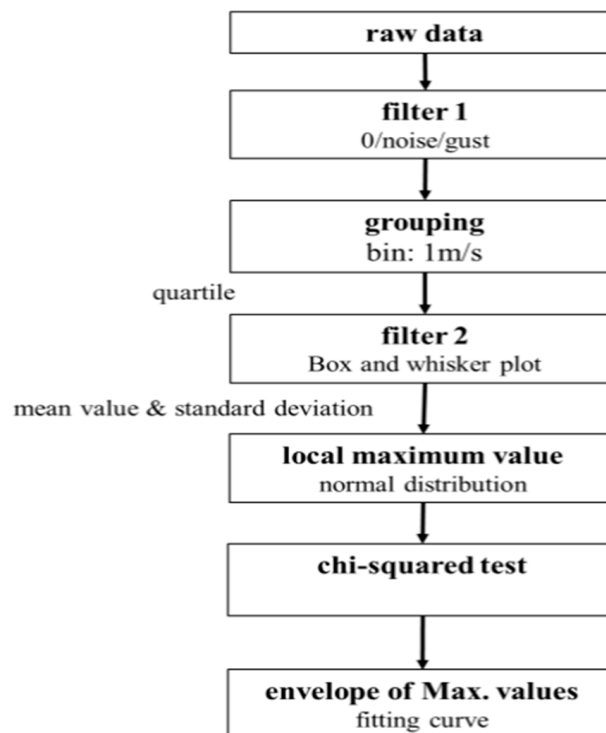 raw data
filter 1
0/noise/gust
grouping
bin: 1m/s
quartile
filter 2
Box and whisker plot
mean value & standard deviation
local maximum value
normal distribution
chi-squared test
envelope of Max. values
fitting curve